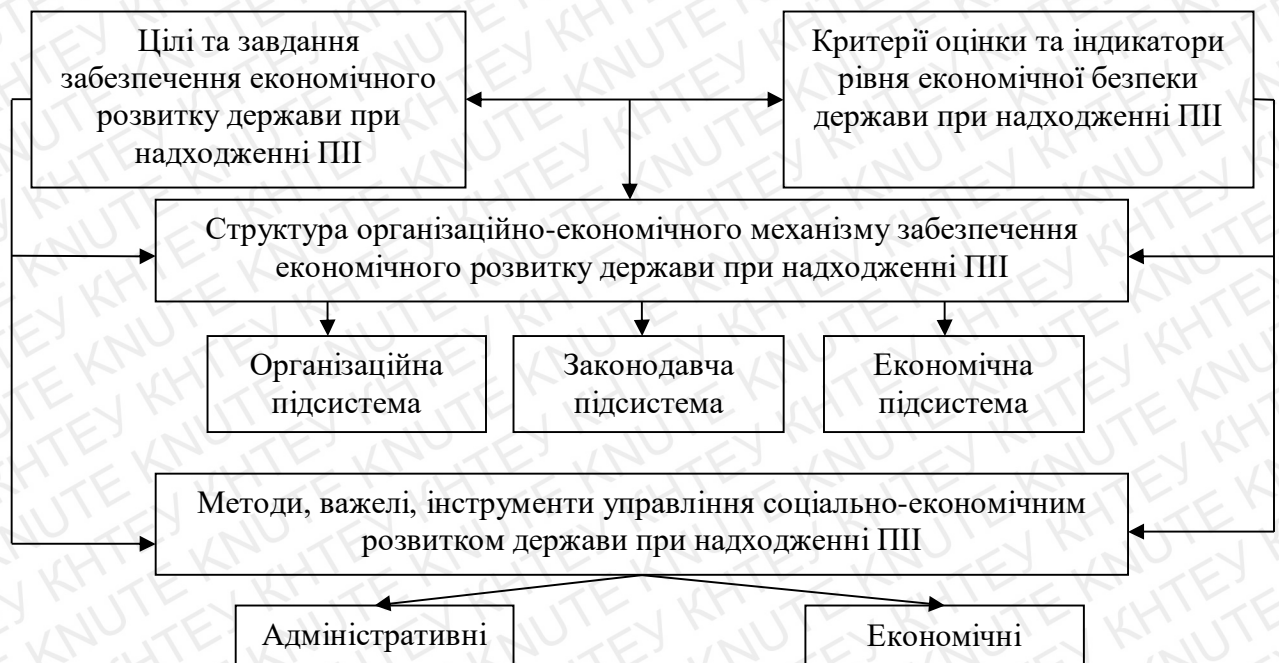 Цілі та завдання
забезпечення економічного
розвитку держави при
надходженні ПІІ
Критерії оцінки та індикатори
рівня економічної безпеки
держави при надходженні ПІІ
Структура організаційно-економічного механізму забезпечення
економічного розвитку держави при надходженні ПІІ
Організаційна
підсистема
Законодавча
підсистема
Економічна
підсистема
Методи, важелі, інструменти управління соціально-економічним
розвитком держави при надходженні ПІІ
Адміністративні
Економічні